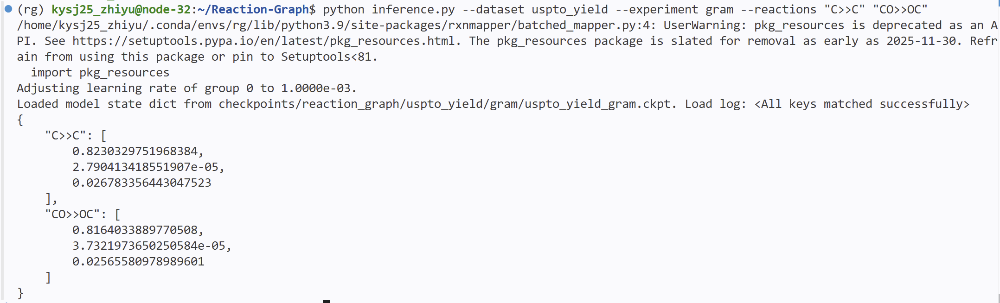 (rg) kysj25_zhiyu@node-32:~/Reaction-Graph$ python inference.py --dataset uspto_yield --experiment gram --reactions "C>>C" "CO>>OC"
/home/kysj25_zhiyu/.conda/envs/rg/lib/python3.9/site-packages/rxnmapper/batched_mapper.py:4: UserWarning: pkg_resources is deprecated as an A
PI. See https://setuptools.pypa.io/en/latest/pkg_resources.html. The pkg_resources package is slated for removal as early as 2025-11-30. Refr
ain from using this package or pin to Setuptools<81.
  import pkg_resources
Adjusting learning rate of group 0 to 1.0000e-03.
Loaded model state dict from checkpoints/reaction_graph/uspto_yield/gram/uspto_yield_gram.ckpt. Load log: <All keys matched successfully>
{
    "C>>C": [
        0.8230329751968384,
        2.790413418551907e-05,
        0.026783356443047523
    ],
    "CO>>OC": [
        0.8164033889770508,
        3.7321973650250584e-05,
        0.02565580978989601
    ]
}